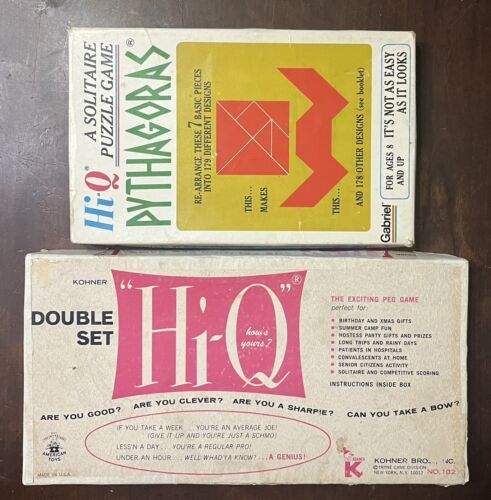 Hi-Q®
A SOLITAIRE
PUZZLE GAME
PYTHAGORAS®
RE-ARRANGE THESE 7 BASIC PIECES
INTO 179 DIFFERENT DESIGNS
THIS...
MAKES
THIS...
AND 178 OTHER DESIGNS (see booklet)
Gabriel®
FOR AGES 8
AND UP
IT'S NOT AS EASY
AS IT LOOKS
KOHNER
DOUBLE
SET
"Hi-Q"®
how's
yours?
THE EXCITING PEG GAME
perfect for:
BIRTHDAY AND XMAS GIFTS
SUMMER CAMP FUN
HOSTESS PARTY GIFTS AND PRIZES
LONG TRIPS AND RAINY DAYS
PATIENTS IN HOSPITALS
CONVALESCENTS AT HOME
SENIOR CITIZENS ACTIVITY
SOLITAIRE AND COMPETITIVE SCORING
INSTRUCTIONS INSIDE BOX
ARE YOU GOOD? ARE YOU CLEVER? ARE YOU A SHARPIE? CAN YOU TAKE A BOW?
IF YOU TAKE A WEEK ... YOU'RE AN AVERAGE JOE!
(GIVE IT UP AND YOU'RE JUST A SCHMO)
LESS'N A DAY... YOU'RE A REGULAR PRO!
UNDER AN HOUR ... WELL WHAD'YA KNOW? ... A GENIUS!
AMERICAN
TOYS
MADE IN U.S.A.
KOHNER
K
KOHNER BRO
TRYNE GAME DIVISION
NEW YORK, N.Y. 10012
NO. 102